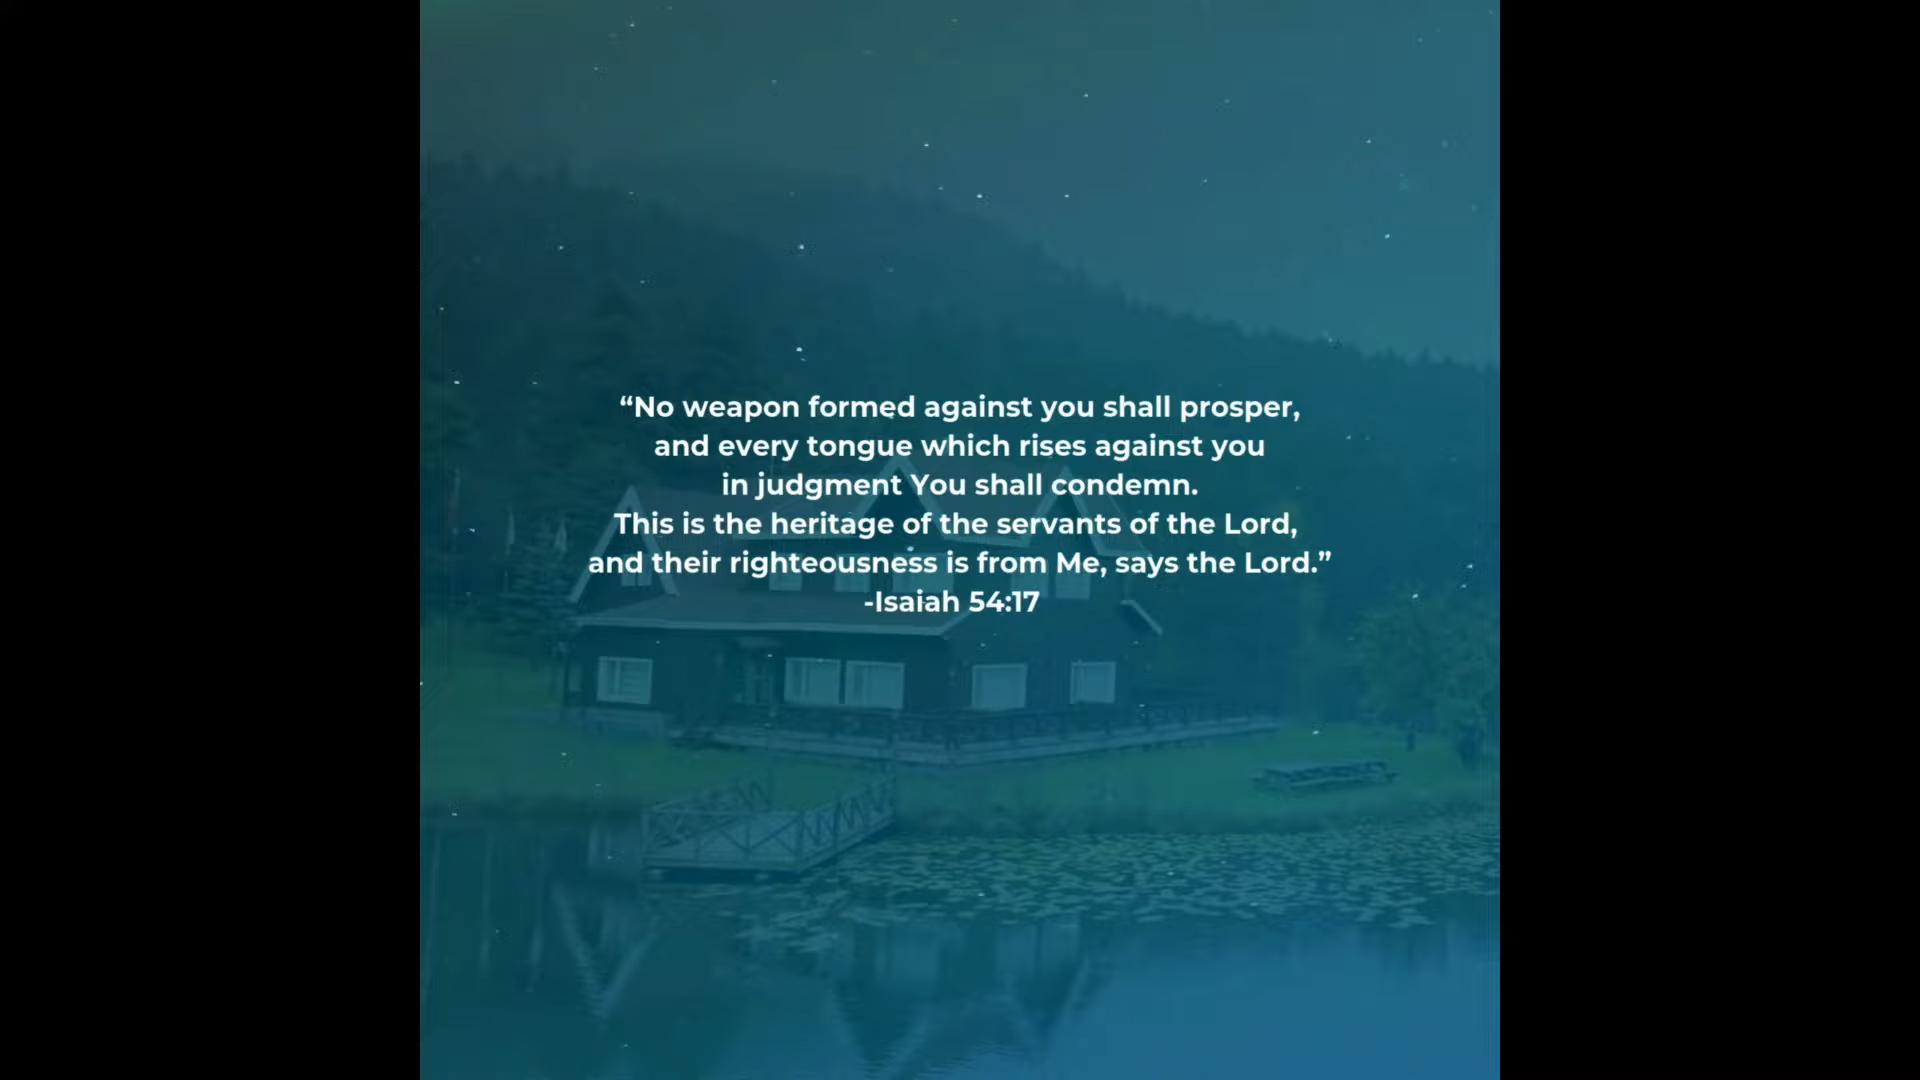 “No weapon formed against you shall prosper,
and every tongue which rises against you
in judgment You shall condemn.
This is the heritage of the servants of the Lord,
and their righteousness is from Me, says the Lord.”
-Isaiah 54:17